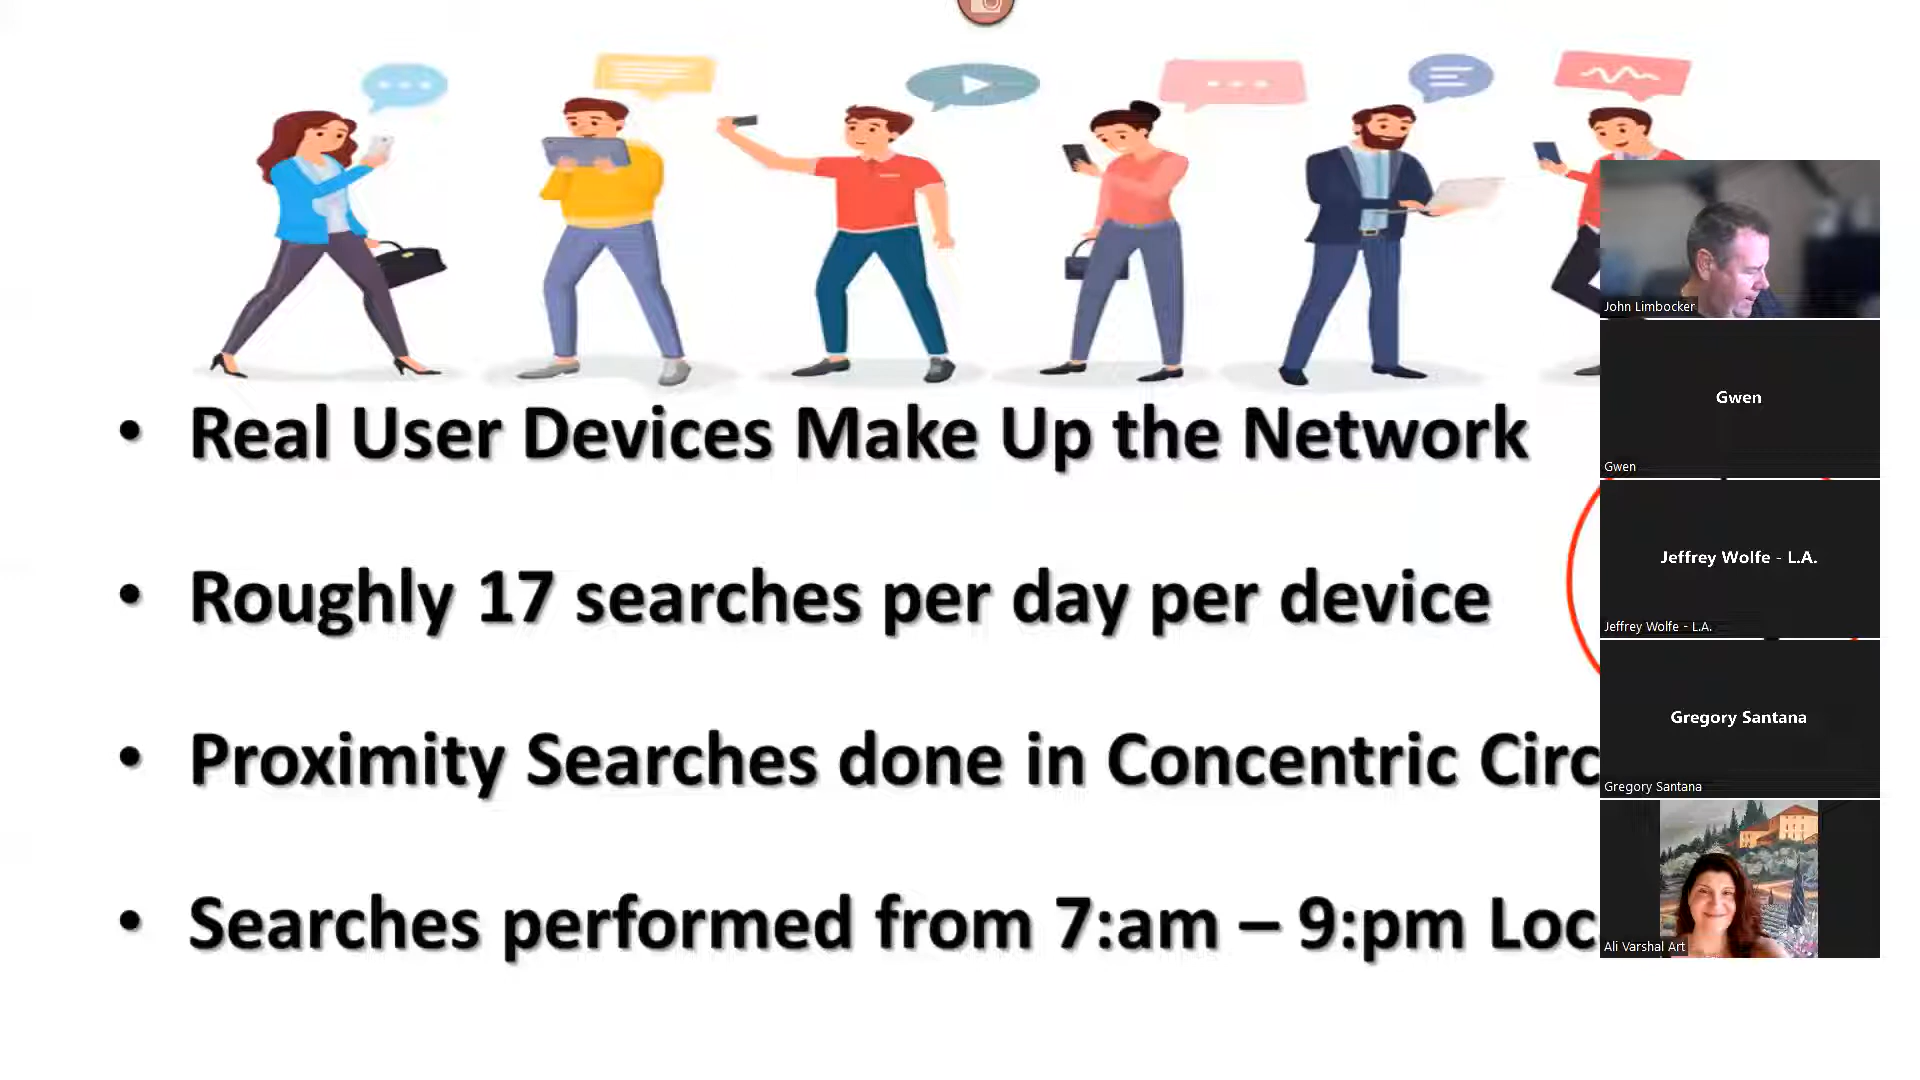 • Real User Devices Make Up the Network
• Roughly 17 searches per day per device
• Proximity Searches done in Concentric Circ
• Searches performed from 7:am – 9:pm Loc
John Limbocker
Gwen
Gwen
Jeffrey Wolfe - L.A.
Jeffrey Wolfe - L.A.
Gregory Santana
Gregory Santana
Ali Varshal Art